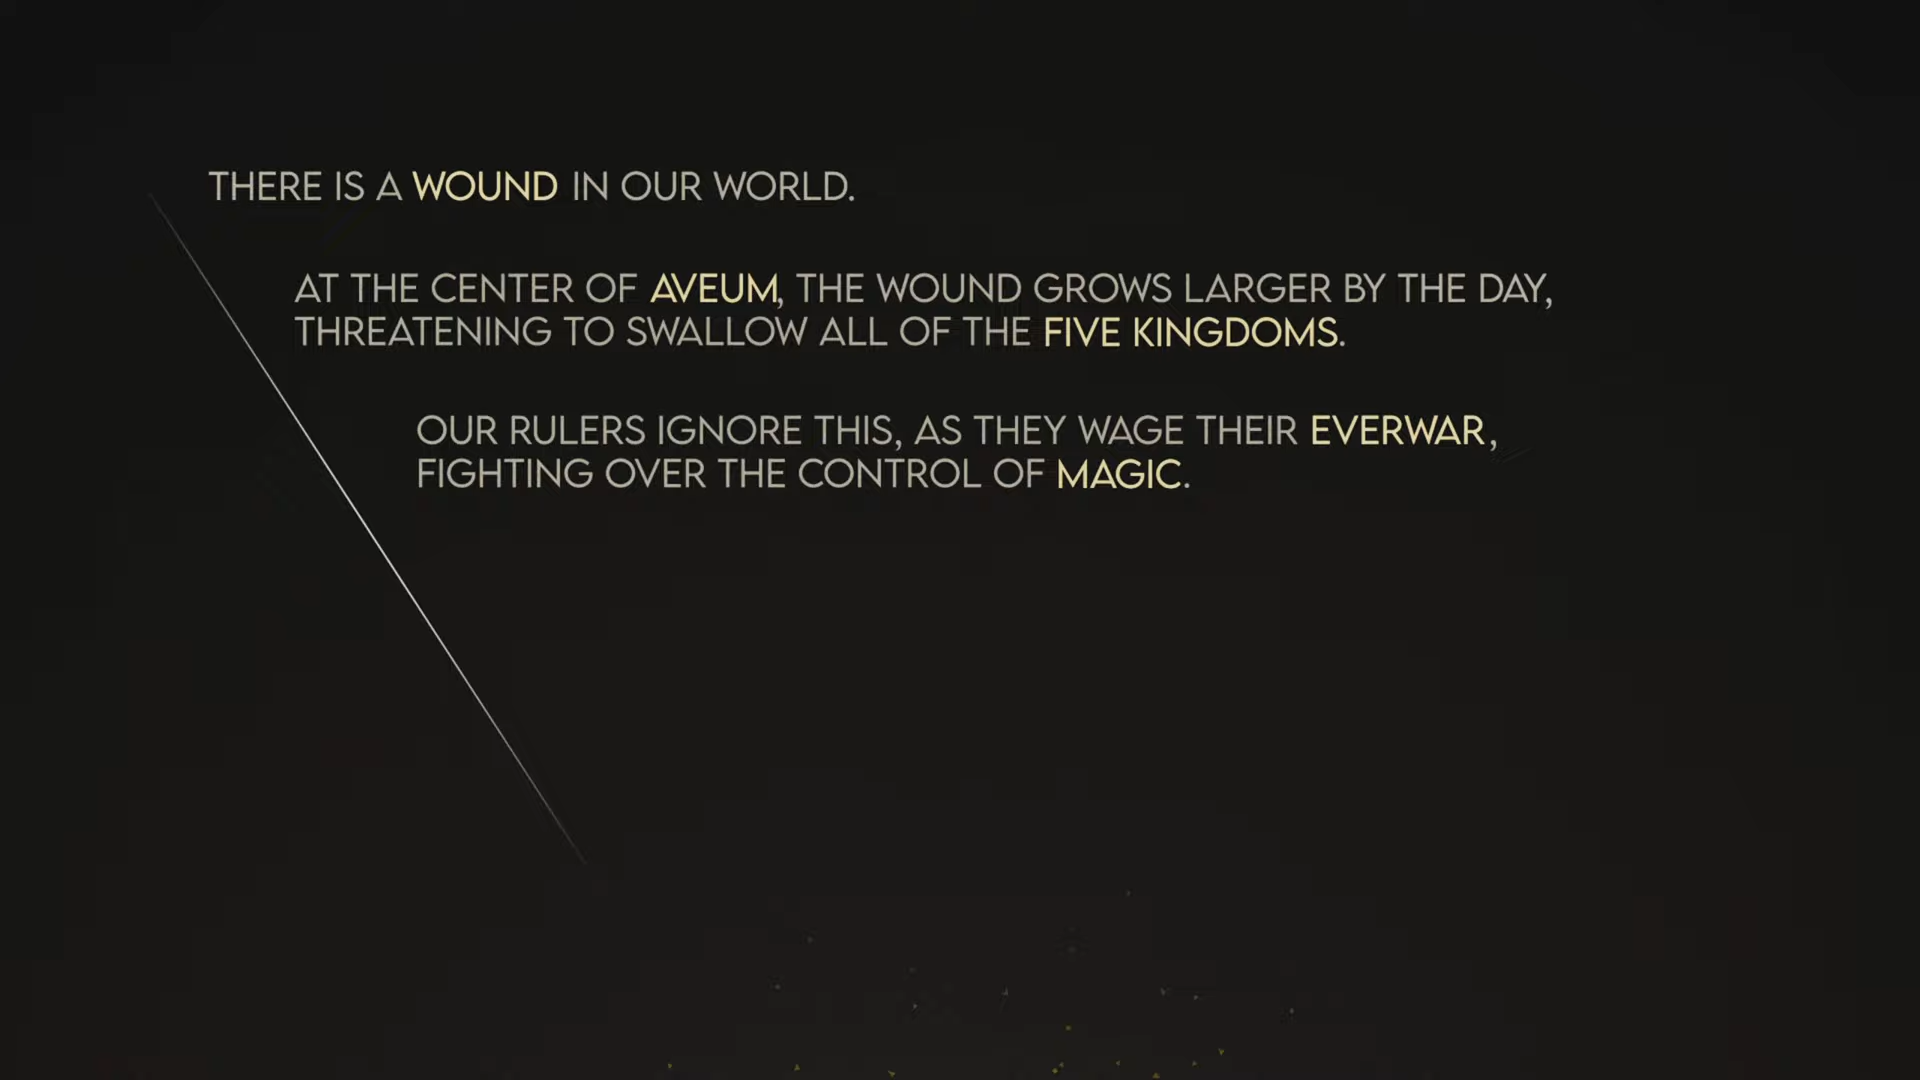 THERE IS A WOUND IN OUR WORLD.
AT THE CENTER OF AVEUM, THE WOUND GROWS LARGER BY THE DAY,
THREATENING TO SWALLOW ALL OF THE FIVE KINGDOMS.
OUR RULERS IGNORE THIS, AS THEY WAGE THEIR EVERWAR,
FIGHTING OVER THE CONTROL OF MAGIC.